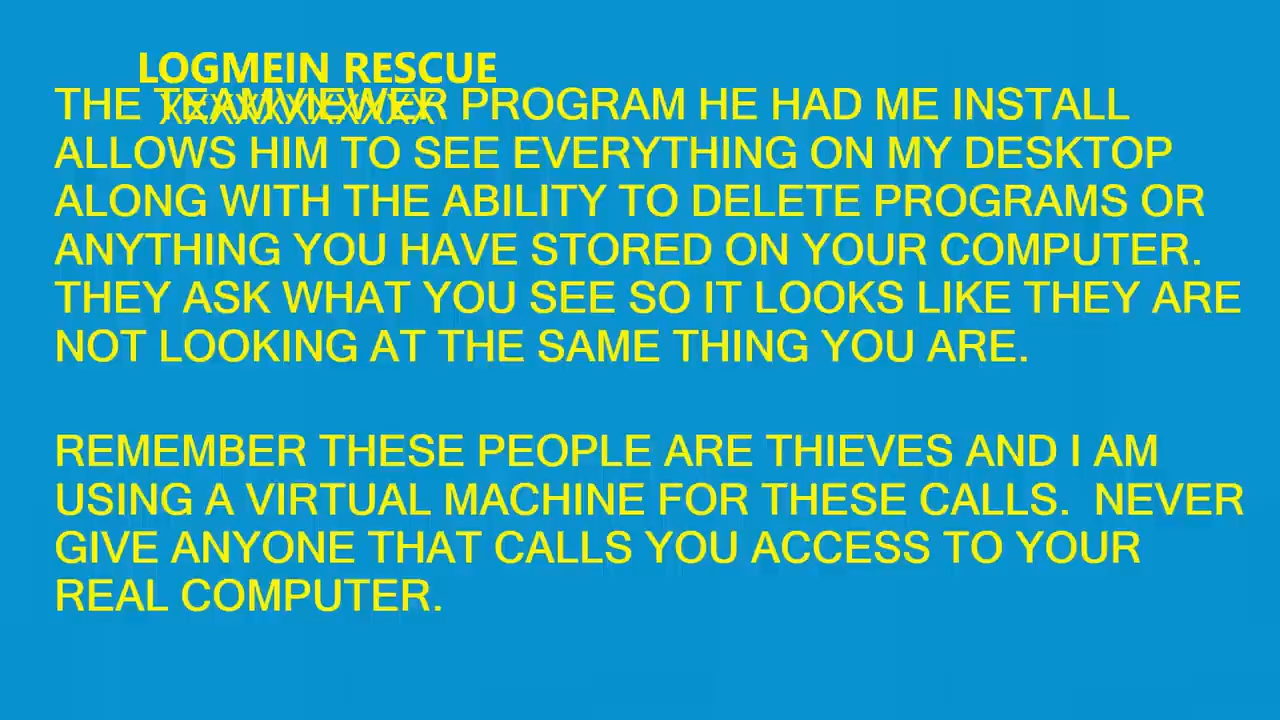 LOGMEIN RESCUE
THE TEAMVIEWER PROGRAM HE HAD ME INSTALL
XXXXXXXXXXX
ALLOWS HIM TO SEE EVERYTHING ON MY DESKTOP
ALONG WITH THE ABILITY TO DELETE PROGRAMS OR
ANYTHING YOU HAVE STORED ON YOUR COMPUTER.
THEY ASK WHAT YOU SEE SO IT LOOKS LIKE THEY ARE
NOT LOOKING AT THE SAME THING YOU ARE.
REMEMBER THESE PEOPLE ARE THIEVES AND I AM
USING A VIRTUAL MACHINE FOR THESE CALLS.  NEVER
GIVE ANYONE THAT CALLS YOU ACCESS TO YOUR
REAL COMPUTER.